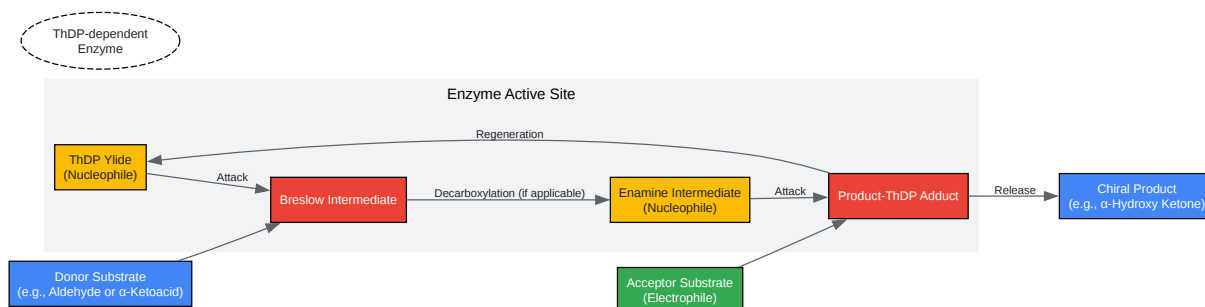 ThDP-dependent
Enzyme
Enzyme Active Site
Regeneration
ThDP Ylide
(Nucleophile)
Attack
Breslow Intermediate
Decarboxylation (if applicable)
Enamine Intermediate
(Nucleophile)
Attack
Product-ThDP Adduct
Release
Chiral Product
(e.g., α-Hydroxy Ketone)
Donor Substrate
(e.g., Aldehyde or α-Ketoacid)
Acceptor Substrate
(Electrophile)